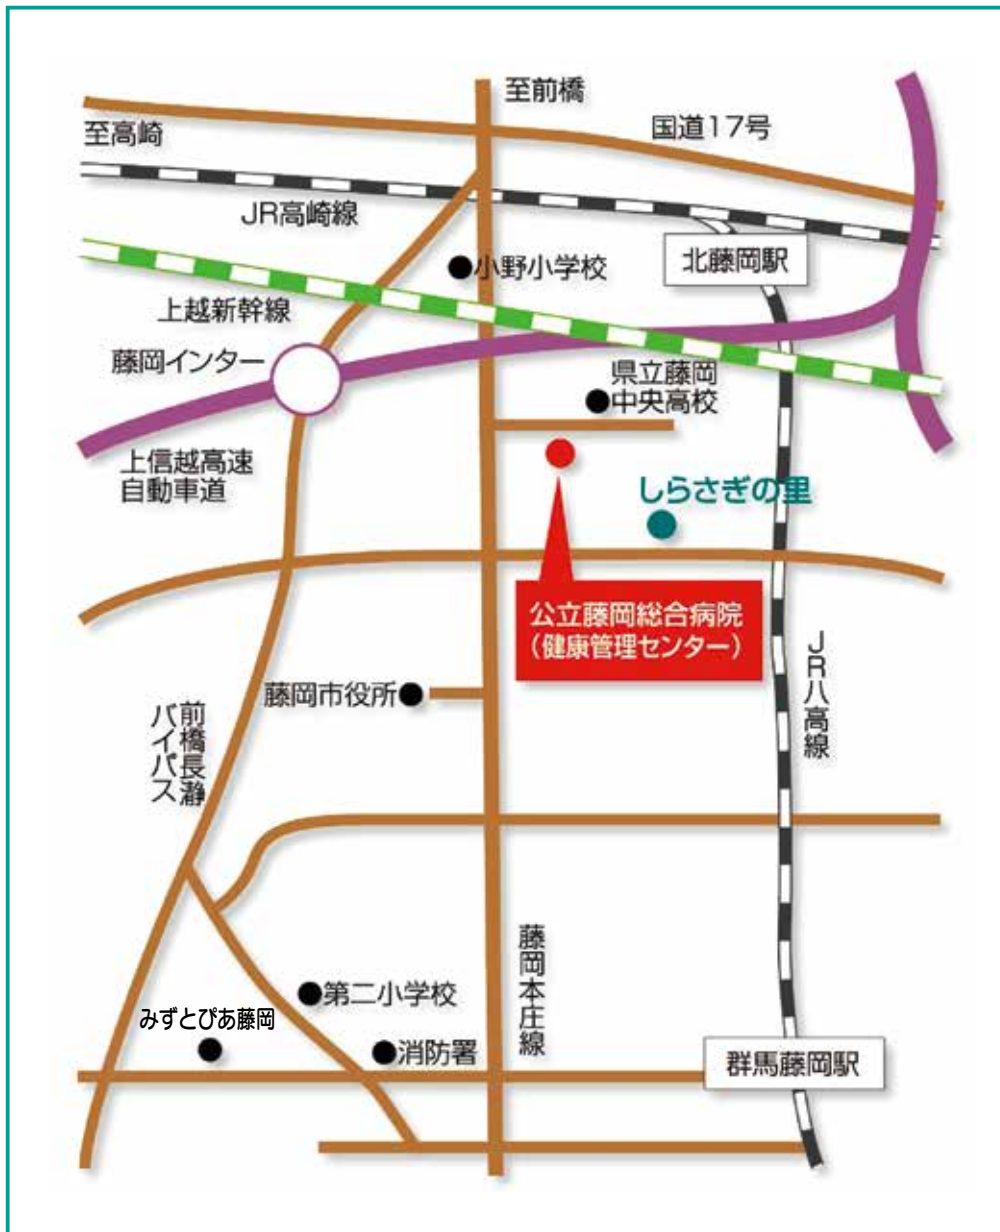 至前橋
国道17号
至高崎
JR高崎線
北藤岡駅
小野小学校
上越新幹線
藤岡インター
県立藤岡
中央高校
上信越高速
自動車道
しらさぎの里
公立藤岡総合病院
（健康管理センター）
JR八高線
藤岡市役所
前橋長瀞
バイパス
藤岡本庄線
第二小学校
みずとぴあ藤岡
消防署
群馬藤岡駅